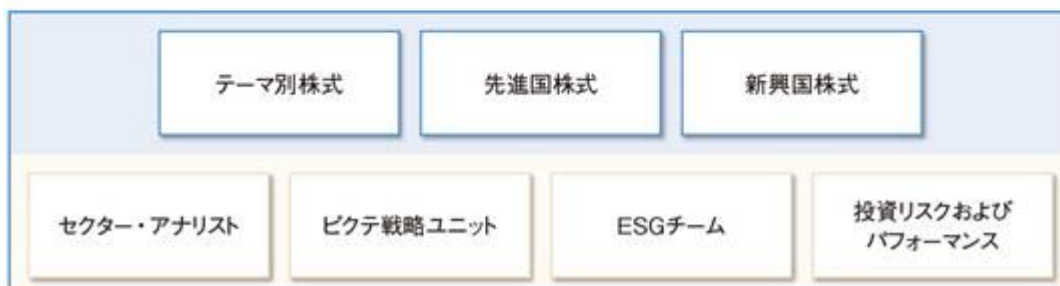 テーマ別株式
先進国株式
新興国株式
セクター・アナリスト
ピクテ戦略ユニット
ESGチーム
投資リスクおよび
パフォーマンス